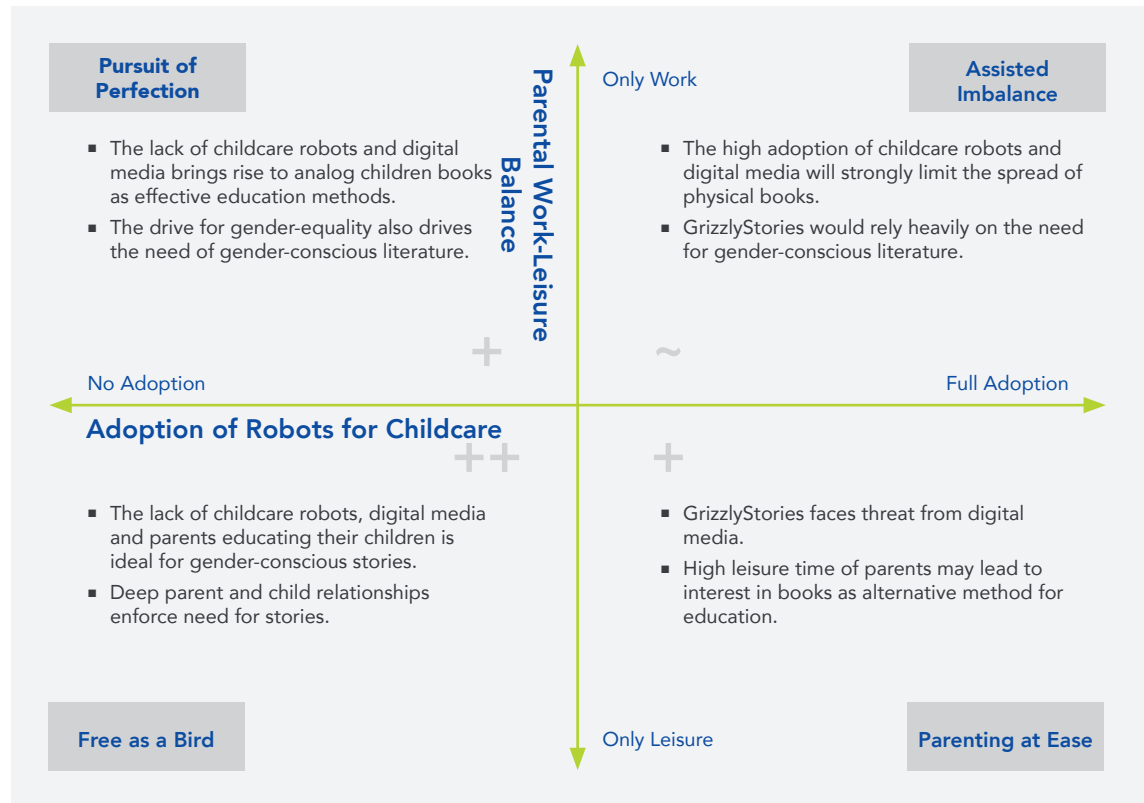 Pursuit of
Perfection
Parental Work-Leisure
Balance
Only Work
Assisted
Imbalance
▪ The lack of childcare robots and digital
media brings rise to analog children books
as effective education methods.
▪ The drive for gender-equality also drives
the need of gender-conscious literature.
▪ The high adoption of childcare robots and
digital media will strongly limit the spread of
physical books.
▪ GrizzlyStories would rely heavily on the need
for gender-conscious literature.
+
~
No Adoption
Full Adoption
Adoption of Robots for Childcare
++
+
▪ The lack of childcare robots, digital media
and parents educating their children is
ideal for gender-conscious stories.
▪ Deep parent and child relationships
enforce need for stories.
▪ GrizzlyStories faces threat from digital
media.
▪ High leisure time of parents may lead to
interest in books as alternative method for
education.
Free as a Bird
Only Leisure
Parenting at Ease